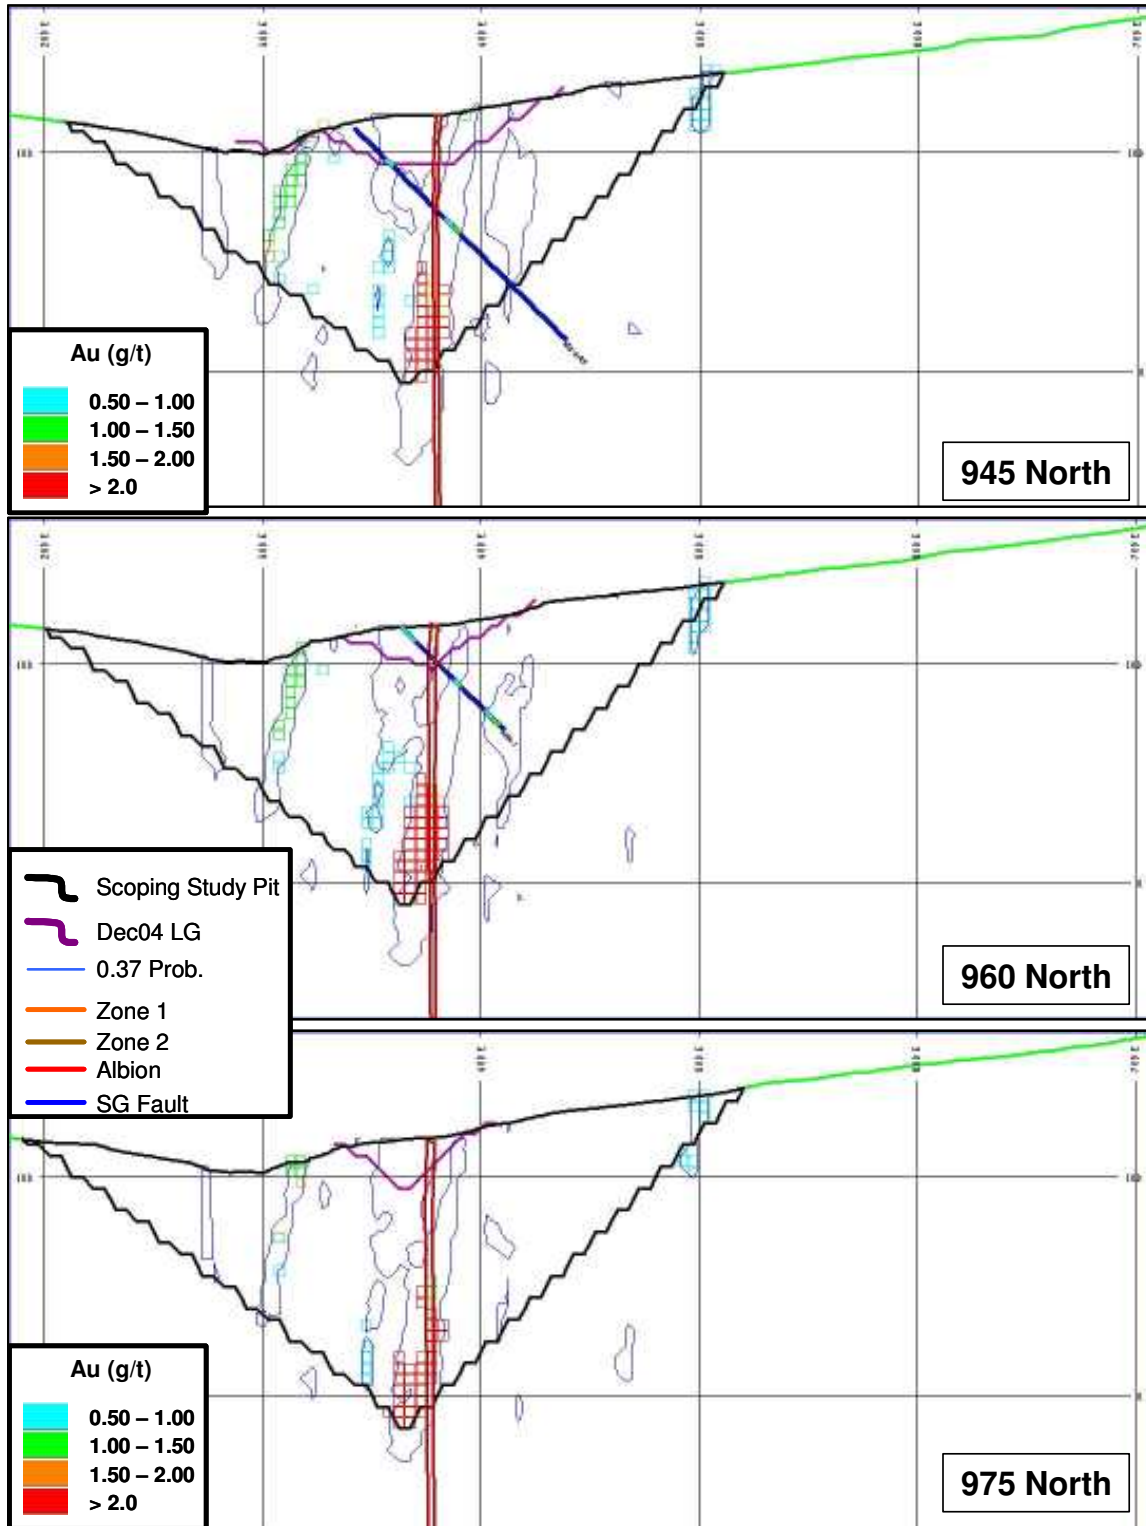 Au (g/t)
0.50 – 1.00
1.00 – 1.50
1.50 – 2.00
> 2.0
945 North
960 North
Scoping Study Pit
Dec04 LG
0.37 Prob.
Zone 1
Zone 2
Albion
SG Fault
Au (g/t)
0.50 – 1.00
1.00 – 1.50
1.50 – 2.00
> 2.0
975 North